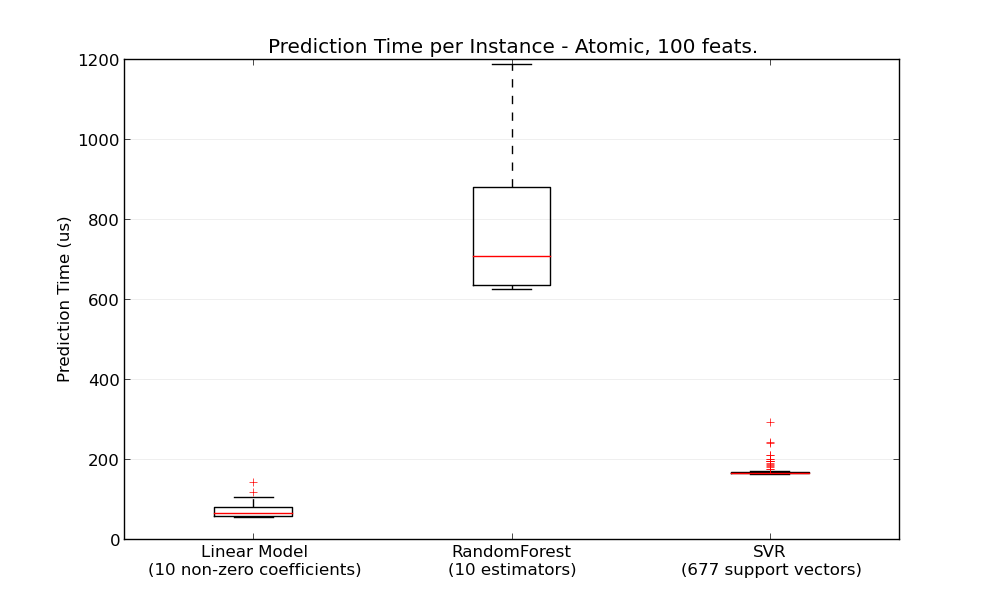 Prediction Time per Instance - Atomic, 100 feats.
1200
1000
800
600
400
200
0
Prediction Time (us)
Linear Model
(10 non-zero coefficients)
RandomForest
(10 estimators)
SVR
(677 support vectors)